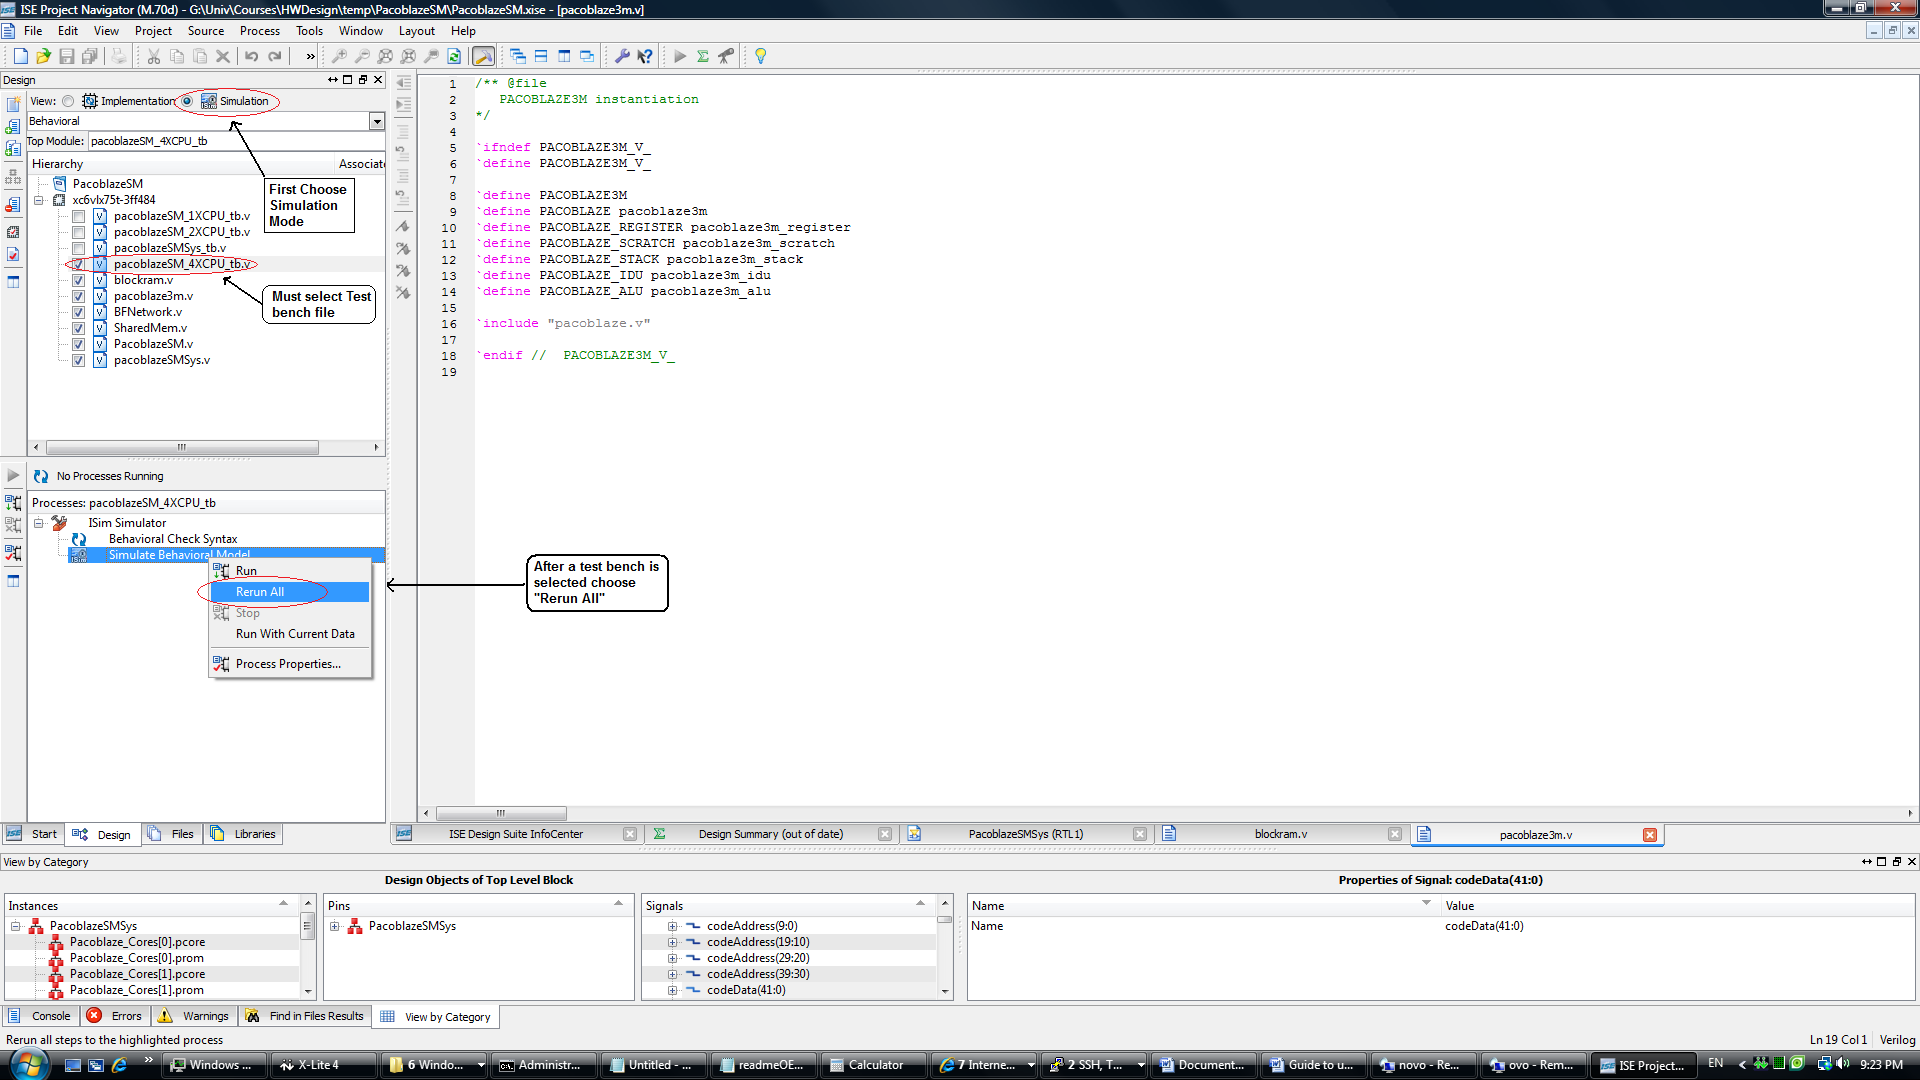 ISE Project Navigator (M.70d) - G:\Univ\Courses\HWDesign\temp\PacoblazeSM\PacoblazeSM.xise - [pacoblaze3m.v]
File Edit View Project Source Process Tools Window Layout Help
Design
View: Implementation Simulation
Behavioral
Top Module: pacoblazeSM_4XCPU_tb
Hierarchy Associate
PacoblazeSM
xc6vlx75t-3ff484
pacoblazeSM_1XCPU_tb.v
pacoblazeSM_2XCPU_tb.v
pacoblazeSMSys_tb.v
pacoblazeSM_4XCPU_tb.v
blockram.v
pacoblaze3m.v
BFNetwork.v
SharedMem.v
PacoblazeSM.v
pacoblazeSMSys.v
First Choose
Simulation
Mode
Must select Test
bench file
No Processes Running
Processes: pacoblazeSM_4XCPU_tb
ISim Simulator
Behavioral Check Syntax
Simulate Behavioral Model
Run
Rerun All
Stop
Run With Current Data
Process Properties...
After a test bench is
selected choose
"Rerun All"
1 /** @file
2 PACOBLAZE3M instantiation
3 */
4
5 `ifndef PACOBLAZE3M_V_
6 `define PACOBLAZE3M_V_
7
8 `define PACOBLAZE3M
9 `define PACOBLAZE pacoblaze3m
10 `define PACOBLAZE_REGISTER pacoblaze3m_register
11 `define PACOBLAZE_SCRATCH pacoblaze3m_scratch
12 `define PACOBLAZE_STACK pacoblaze3m_stack
13 `define PACOBLAZE_IDU pacoblaze3m_idu
14 `define PACOBLAZE_ALU pacoblaze3m_alu
15
16 `include "pacoblaze.v"
17
18 `endif // PACOBLAZE3M_V_
19
Start Design Files Libraries
ISE Design Suite InfoCenter Design Summary (out of date) PacoblazeSMSys (RTL1) blockram.v pacoblaze3m.v
View by Category
Design Objects of Top Level Block
Properties of Signal: codeData(41:0)
Instances
PacoblazeSMSys
Pacoblaze_Cores[0].pcore
Pacoblaze_Cores[0].prom
Pacoblaze_Cores[1].pcore
Pacoblaze_Cores[1].prom
Pins
PacoblazeSMSys
Signals
codeAddress(9:0)
codeAddress(19:10)
codeAddress(29:20)
codeAddress(39:30)
codeData(41:0)
Name Value
Name codeData(41:0)
Console Errors Warnings Find in Files Results View by Category
Rerun all steps to the highlighted process
Ln 19 Col 1 Verilog
Windows ... X-Lite 4 6 Windo... Administr... Untitled - ... readmeOE... Calculator 7 Interne... 2 SSH, T... Document... Guide to u... novo - Re... ovo - Rem... ISE Project... EN 9:23 PM